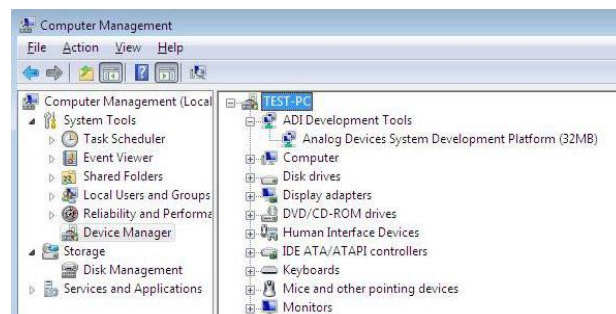 Computer Management
File Action View Help
Computer Management (Local
System Tools
Task Scheduler
Event Viewer
Shared Folders
Local Users and Groups
Reliability and Performa
Device Manager
Storage
Disk Management
Services and Applications
TEST-PC
ADI Development Tools
Analog Devices System Development Platform (32MB)
Computer
Disk drives
Display adapters
DVD/CD-ROM drives
Human Interface Devices
IDE ATA/ATAPI controllers
Keyboards
Mice and other pointing devices
Monitors